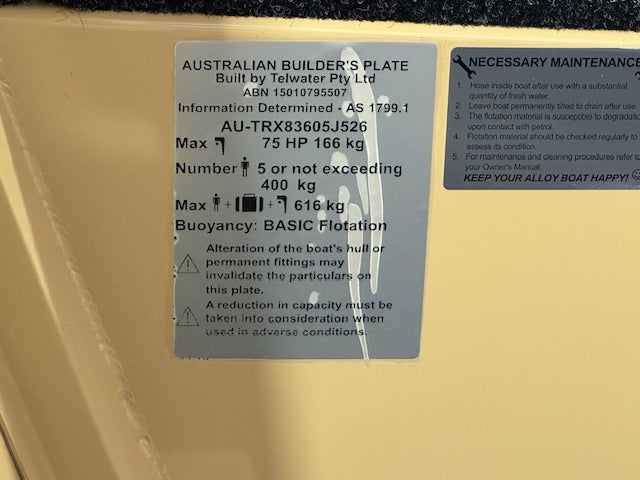 AUSTRALIAN BUILDER'S PLATE
Built by Telwater Pty Ltd
ABN 15010795507
Information Determined - AS 1799.1
AU-TRX83605J526
Max 75 HP 166 kg
Number 5 or not exceeding
400 kg
Max + + 616 kg
Buoyancy: BASIC Flotation
Alteration of the boat's hull or
permanent fittings may
invalidate the particulars on
this plate.
A reduction in capacity must be
taken into consideration when
used in adverse conditions.
NECESSARY MAINTENANCE
1. Hose inside boat after use with a substantial
quantity of fresh water.
2. Leave boat permanently tilted to drain after use.
3. The flotation material is susceptible to
upon contact with petrol.
4. Flotation material should be checked regularly to
assess its condition.
5. For maintenance and cleaning procedures refer to
your Owner's Manual.
KEEP YOUR ALLOY BOAT HAPPY!